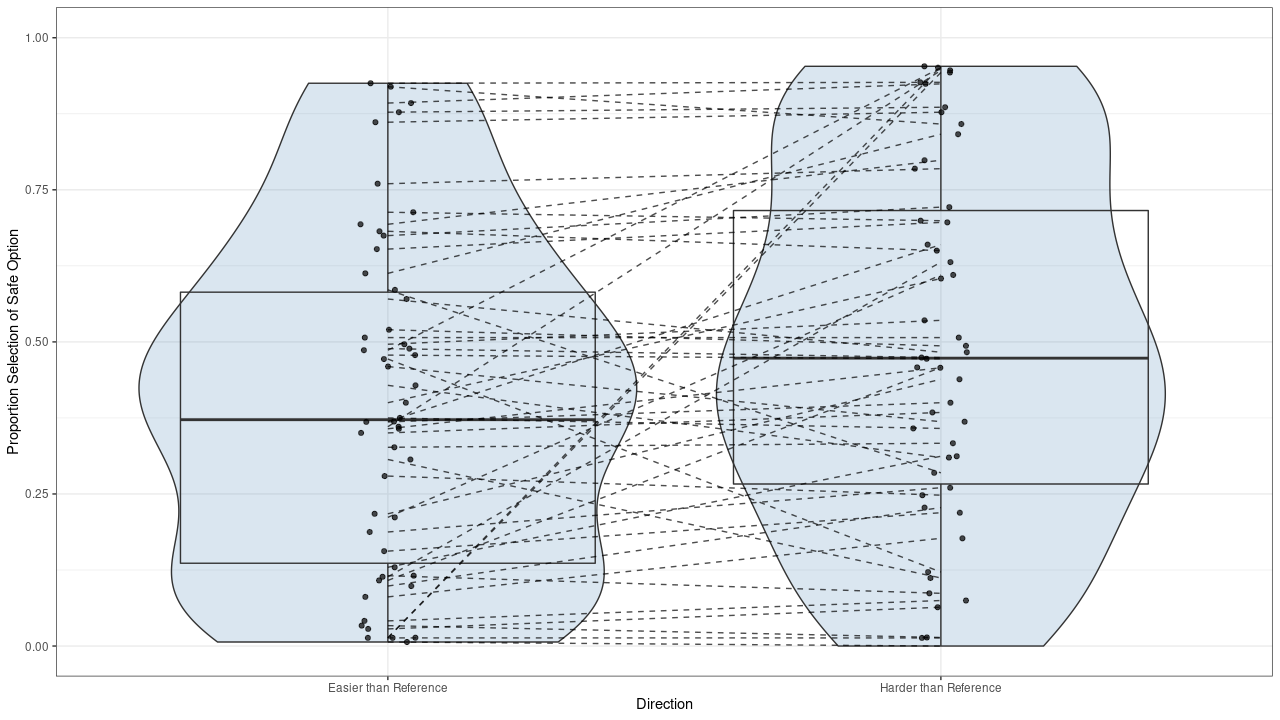 Proportion Selection of Safe Option
1.00
0.75
0.50
0.25
0.00
Easier than Reference
Harder than Reference
Direction